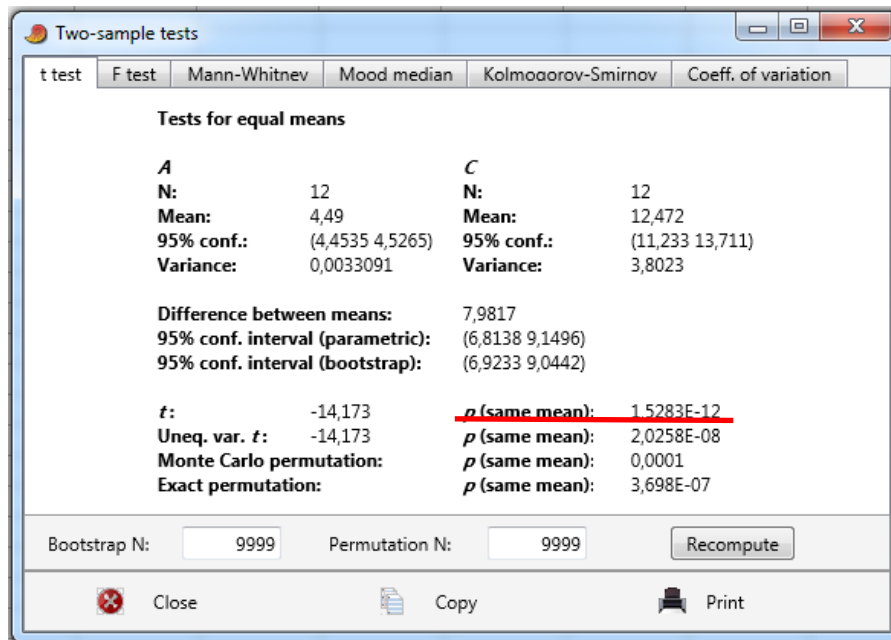 Two-sample tests
t test F test Mann-Whitney Mood median Kolmogorov-Smirnov Coeff. of variation
Tests for equal means
A C
N: 12 N: 12
Mean: 4,49 Mean: 12,472
95% conf.: (4,4535 4,5265) 95% conf.: (11,233 13,711)
Variance: 0,0033091 Variance: 3,8023
Difference between means: 7,9817
95% conf. interval (parametric): (6,8138 9,1496)
95% conf. interval (bootstrap): (6,9233 9,0442)
t: -14,173 p (same mean): 1,5283E-12
Uneq. var. t: -14,173 p (same mean): 2,0258E-08
Monte Carlo permutation: p (same mean): 0,0001
Exact permutation: p (same mean): 3,698E-07
Bootstrap N: 9999 Permutation N: 9999 Recompute
Close Copy Print